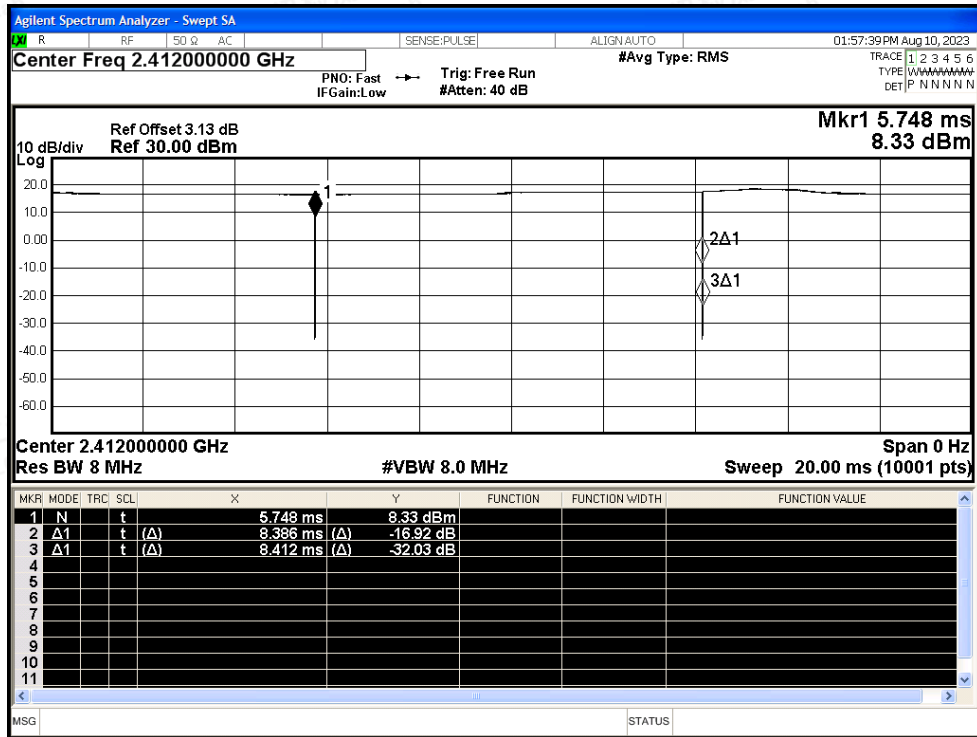 Agilent Spectrum Analyzer - Swept SA
LXI R RF 50 Ω AC SENSE:PULSE ALIGN AUTO 01:57:39 PM Aug 10, 2023
Center Freq 2.412000000 GHz
PNO: Fast
IFGain:Low
Trig: Free Run
#Atten: 40 dB
#Avg Type: RMS
TRACE 1 2 3 4 5 6
TYPE WWWWWW
DET P N N N N N
Mkr1 5.748 ms
8.33 dBm
Ref Offset 3.13 dB
10 dB/div Ref 30.00 dBm
Log
20.0
10.0
0.00
-10.0
-20.0
-30.0
-40.0
-50.0
-60.0
1
2Δ1
3Δ1
Center 2.412000000 GHz Span 0 Hz
Res BW 8 MHz #VBW 8.0 MHz Sweep 20.00 ms (10001 pts)
MKR MODE TRC SCL X Y FUNCTION FUNCTION WIDTH FUNCTION VALUE
1 N t 5.748 ms 8.33 dBm
2 Δ1 t (Δ) 8.386 ms (Δ) -16.92 dB
3 Δ1 t (Δ) 8.412 ms (Δ) -32.03 dB
4
5
6
7
8
9
10
11
MSG STATUS